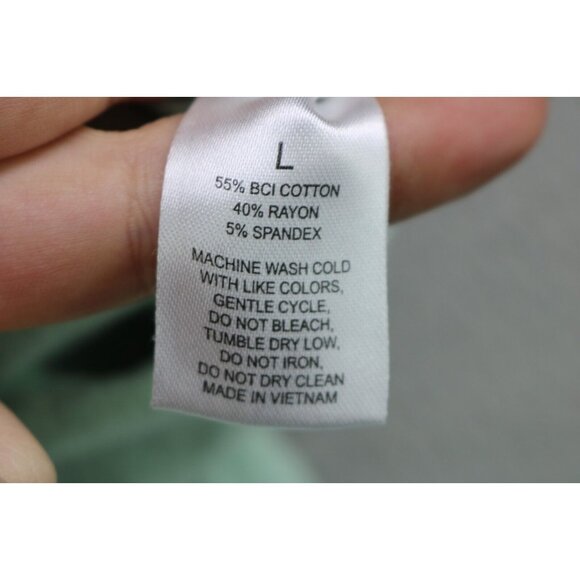 L
55% BCI COTTON
40% RAYON
5% SPANDEX
MACHINE WASH COLD
WITH LIKE COLORS,
GENTLE CYCLE,
DO NOT BLEACH,
TUMBLE DRY LOW,
DO NOT IRON,
DO NOT DRY CLEAN
MADE IN VIETNAM